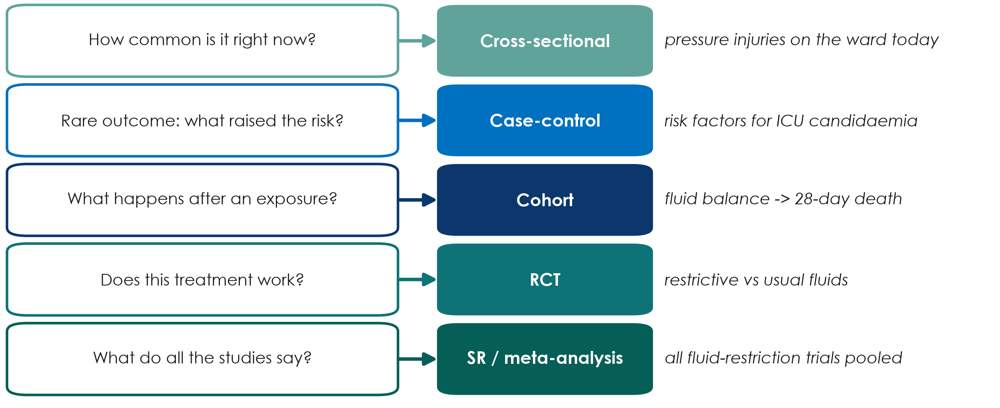 How common is it right now?
Cross-sectional
pressure injuries on the ward today
Rare outcome: what raised the risk?
Case-control
risk factors for ICU candidaemia
What happens after an exposure?
Cohort
fluid balance -> 28-day death
Does this treatment work?
RCT
restrictive vs usual fluids
What do all the studies say?
SR / meta-analysis
all fluid-restriction trials pooled